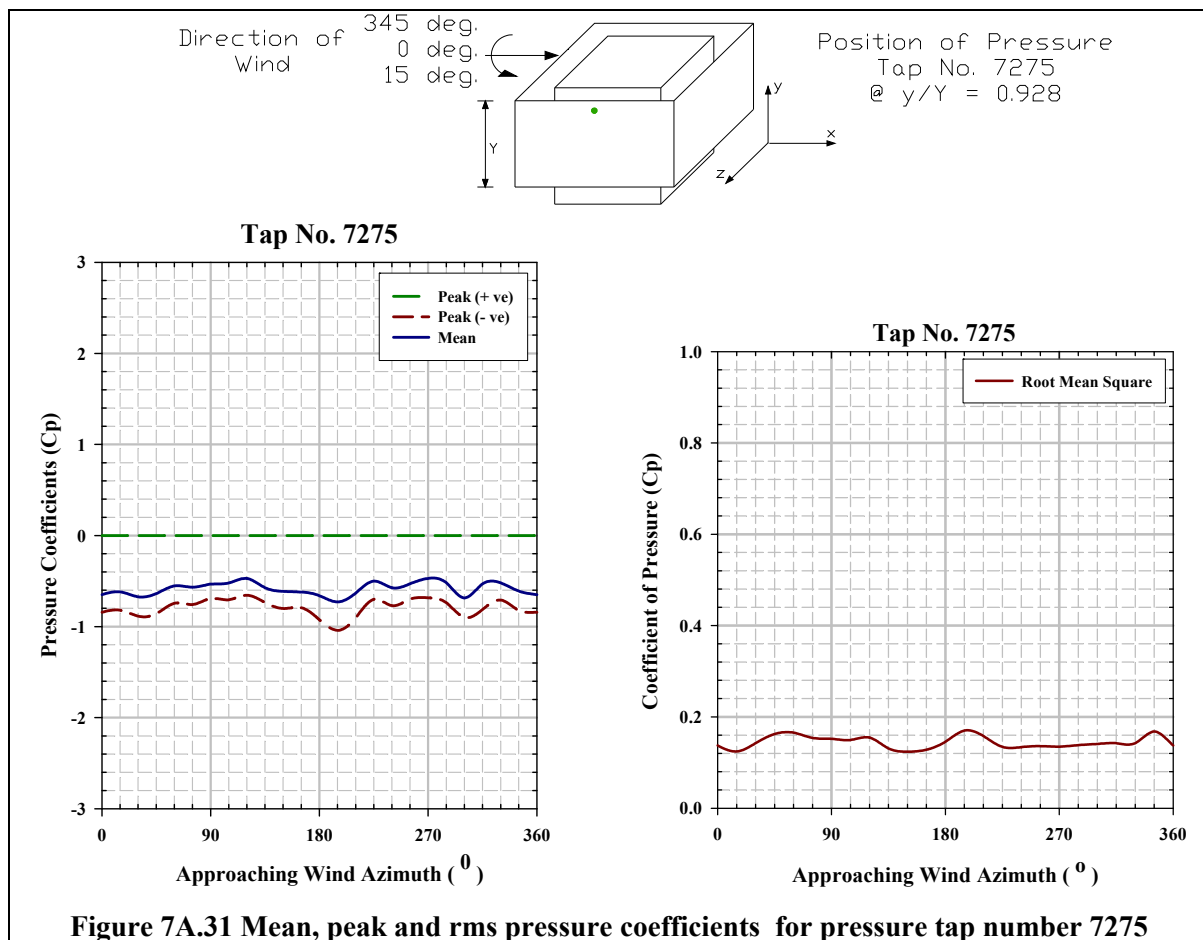 Direction of Wind
345 deg.
0 deg.
15 deg.
Position of Pressure
Tap No. 7275
@ y/Y = 0.928
Y
y
x
z
Tap No. 7275
Peak (+ ve)
Peak (- ve)
Mean
Pressure Coefficients (Cp)
3
2
1
0
-1
-2
-3
0 90 180 270 360
Approaching Wind Azimuth ( 0 )
Tap No. 7275
Root Mean Square
Coefficient of Pressure (Cp)
1.0
0.8
0.6
0.4
0.2
0.0
0 90 180 270 360
Approaching Wind Azimuth ( o )
Figure 7A.31 Mean, peak and rms pressure coefficients for pressure tap number 7275